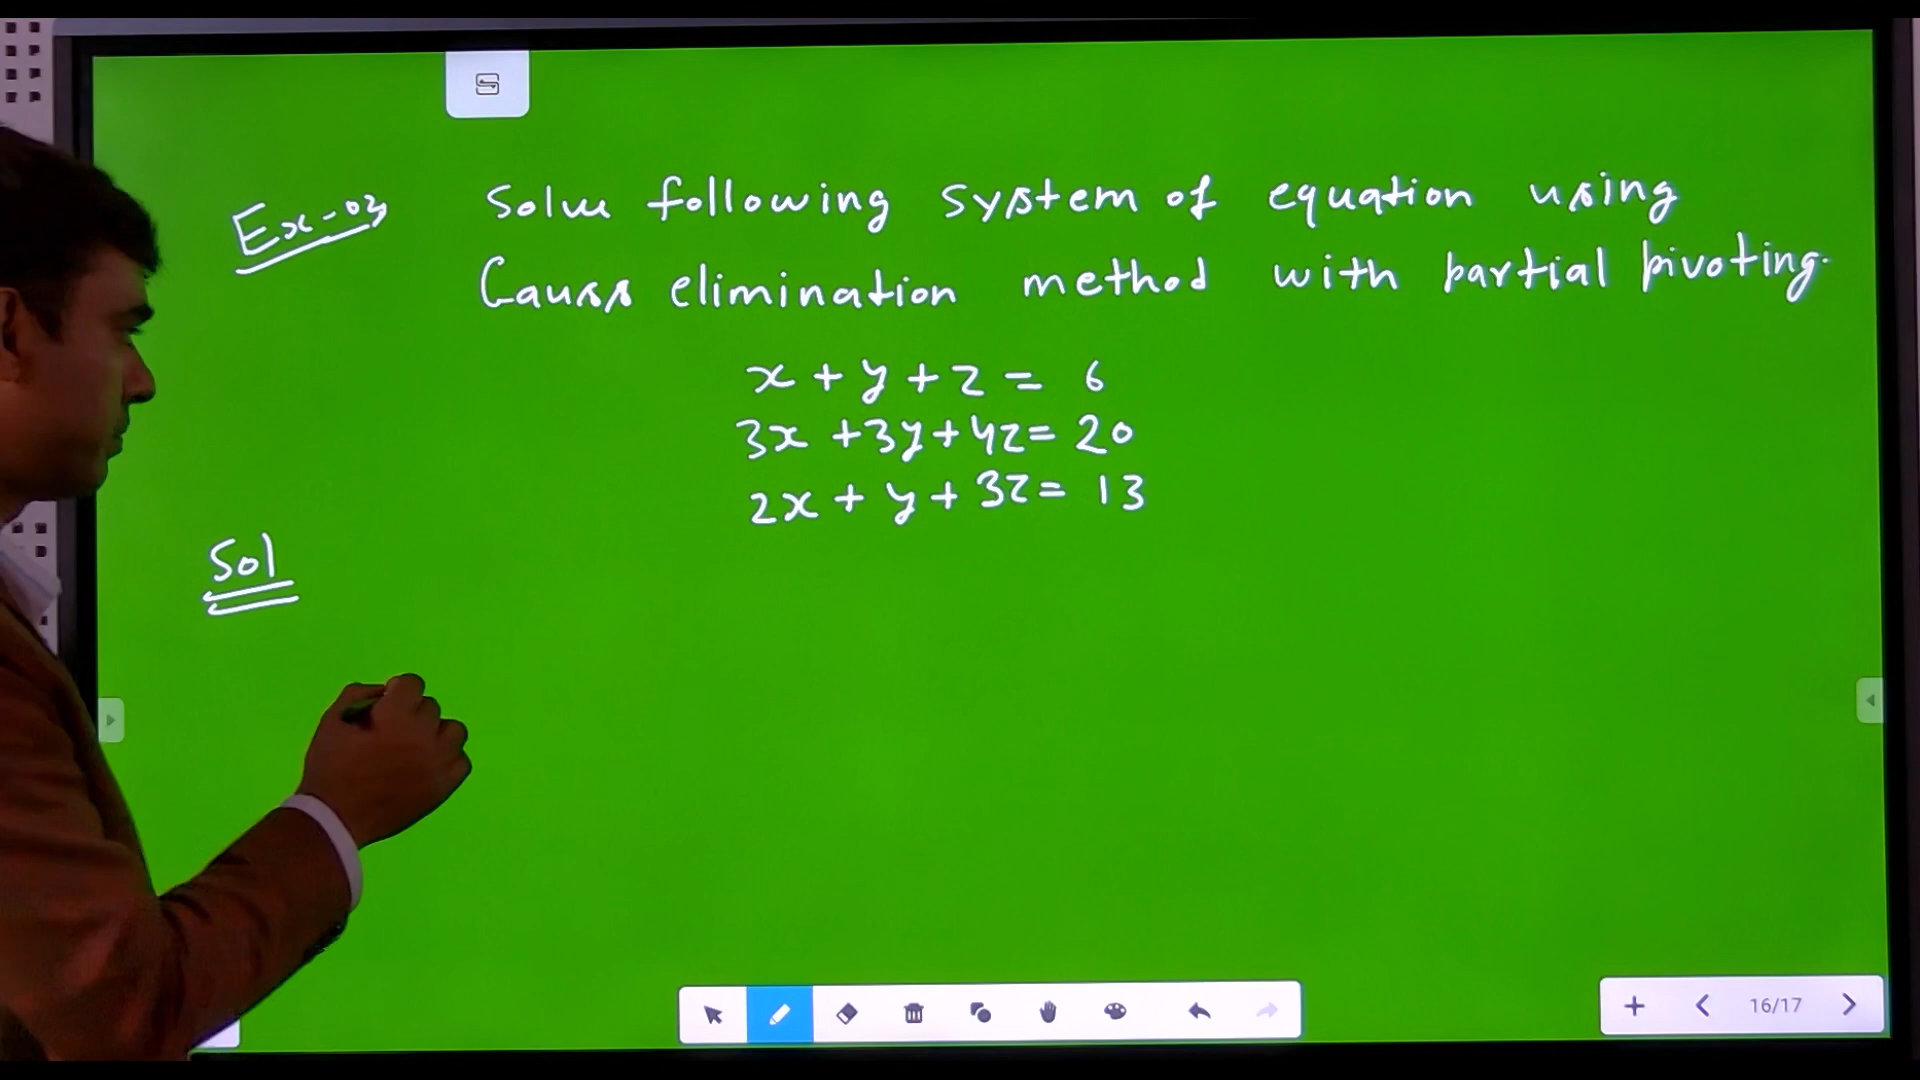 Ex-03 Solve following system of equation using
Gauss elimination method with partial pivoting.
x + y + z = 6
3x + 3y + 4z = 20
2x + y + 3z = 13
Sol
16/17